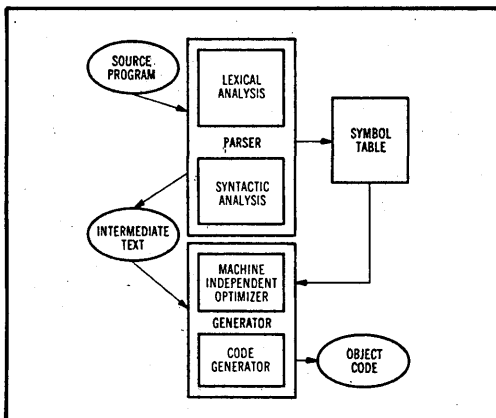 SOURCE
PROGRAM
LEXICAL
ANALYSIS
PARSER
SYNTACTIC
ANALYSIS
SYMBOL
TABLE
INTERMEDIATE
TEXT
MACHINE
INDEPENDENT
OPTIMIZER
GENERATOR
CODE
GENERATOR
OBJECT
CODE